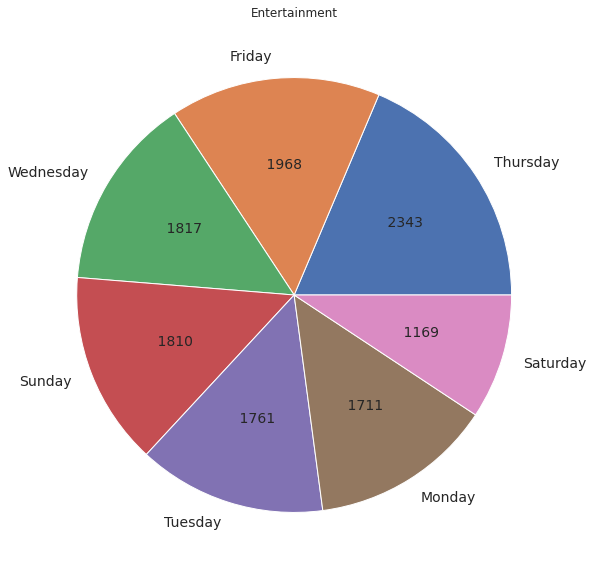 Entertainment
Friday
Thursday
Wednesday
1968
2343
1817
1810
1169
Saturday
Sunday
1761
1711
Monday
Tuesday